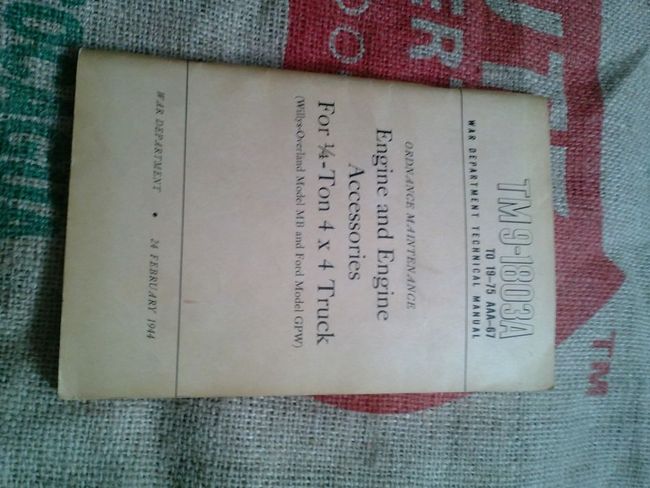 TM 9-1803A
TO 19-75 AAA-67
WAR DEPARTMENT TECHNICAL MANUAL
ORDNANCE MAINTENANCE
Engine and Engine
Accessories
For ¼-Ton 4 x 4 Truck
(Willys-Overland Model MB and Ford Model GPW)
WAR DEPARTMENT • 24 FEBRUARY 1944
TM